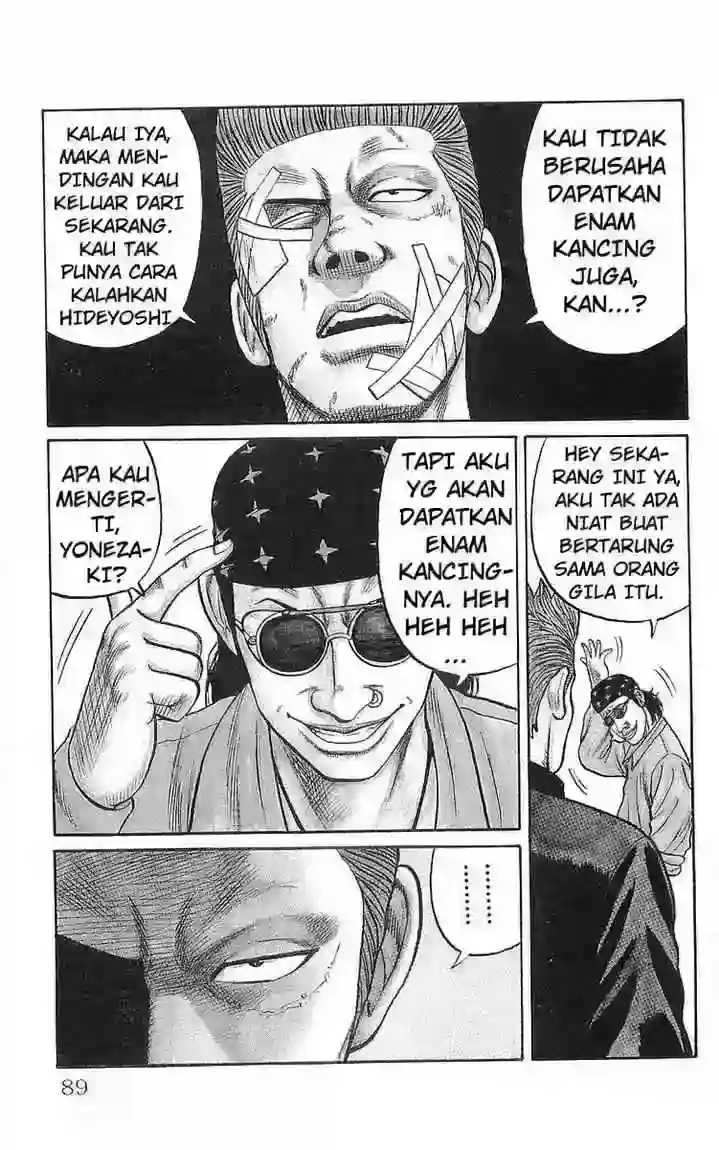 KAU TIDAK
BERUSAHA
DAPATKAN
ENAM
KANCING
JUGA,
KAN...?
KALAU IYA,
MAKA MEN-
DINGAN KAU
KELUAR DARI
SEKARANG.
KAU TAK
PUNYA CARA
KALAHKAN
HIDEYOSHI
HEY SEKA-
RANG INI YA,
AKU TAK ADA
NIAT BUAT
BERTARUNG
SAMA ORANG
GILA ITU.
TAPI AKU
YG AKAN
DAPATKAN
ENAM
KANCING-
NYA. HEH
HEH HEH
...
APA KAU
MENGER-
TI,
YONEZA-
KI?
........
........
89